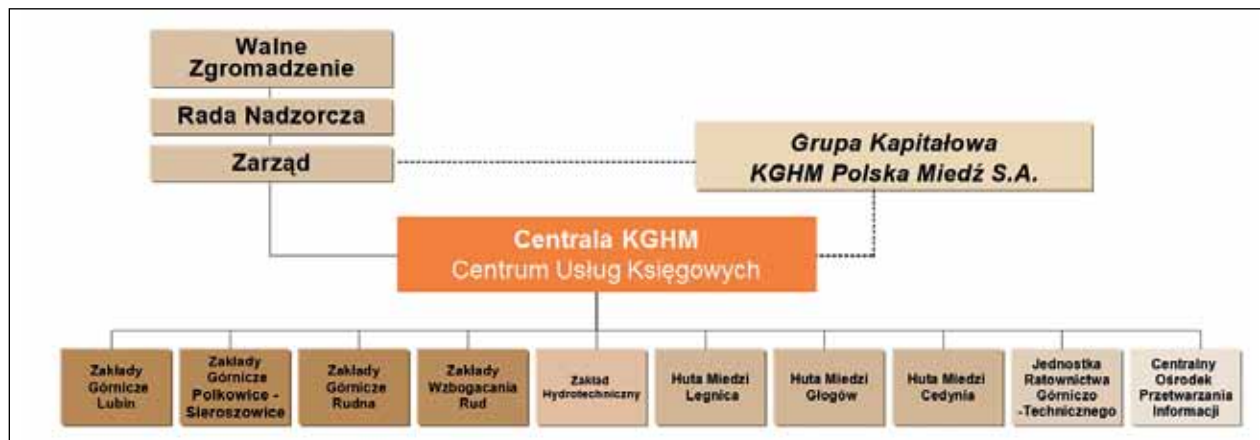 Walne
Zgromadzenie
Rada Nadzorcza
Zarząd
Grupa Kapitałowa
KGHM Polska Miedź S.A.
Centrala KGHM
Centrum Usług Księgowych
Zakłady
Górnicze
Lubin
Zakłady
Górnicze
Polkowice -
Sieroszowice
Zakłady
Górnicze
Rudna
Zakłady
Wzbogacania
Rud
Zakład
Hydrotechniczny
Huta Miedzi
Legnica
Huta Miedzi
Głogów
Huta Miedzi
Cedynia
Jednostka
Ratownictwa
Górniczo
-Technicznego
Centralny
Ośrodek
Przetwarzania
Informacji